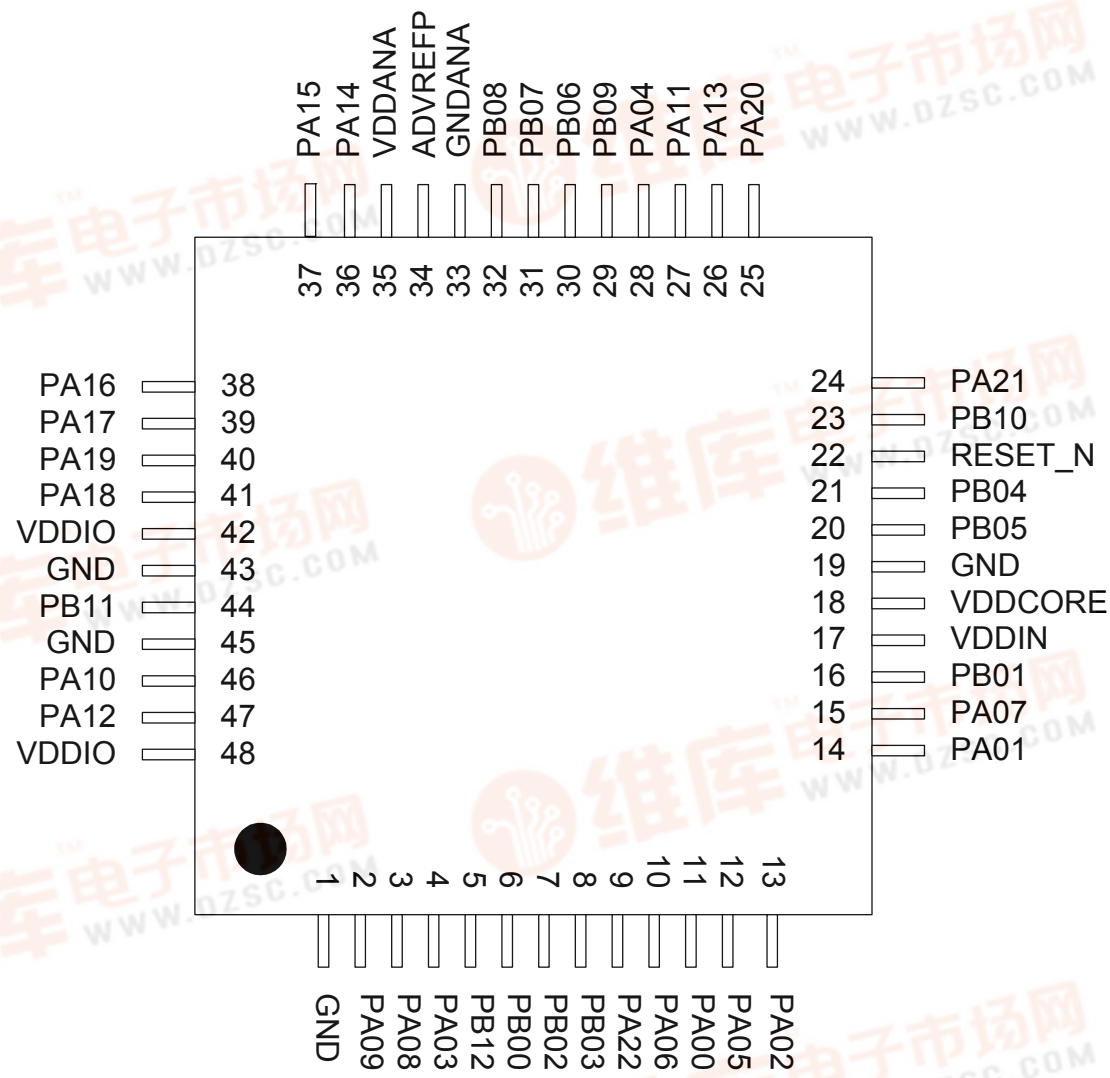 PA15
PA14
VDDANA
ADVREFP
GNDANA
PB08
PB07
PB06
PB09
PA04
PA11
PA13
PA20
37
36
35
34
33
32
31
30
29
28
27
26
25
PA16 38
PA17 39
PA19 40
PA18 41
VDDIO 42
GND 43
PB11 44
GND 45
PA10 46
PA12 47
VDDIO 48
24 PA21
23 PB10
22 RESET_N
21 PB04
20 PB05
19 GND
18 VDDCORE
17 VDDIN
16 PB01
15 PA07
14 PA01
1
2
3
4
5
6
7
8
9
10
11
12
13
GND
PA09
PA08
PA03
PB12
PB00
PB02
PB03
PA22
PA06
PA00
PA05
PA02
维库电子市场网™
WWW.DZSC.COM